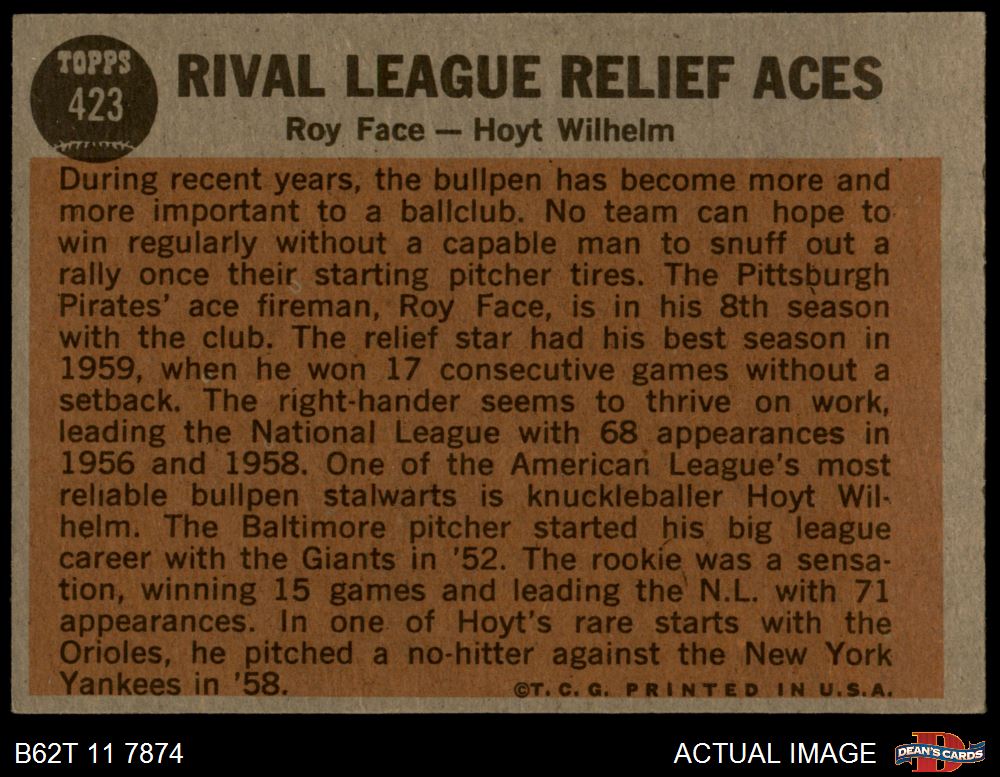 TOPPS
423
RIVAL LEAGUE RELIEF ACES
Roy Face — Hoyt Wilhelm
During recent years, the bullpen has become more and
more important to a ballclub. No team can hope to
win regularly without a capable man to snuff out a
rally once their starting pitcher tires. The Pittsburgh
Pirates' ace fireman, Roy Face, is in his 8th season
with the club. The relief star had his best season in
1959, when he won 17 consecutive games without a
setback. The right-hander seems to thrive on work,
leading the National League with 68 appearances in
1956 and 1958. One of the American League's most
reliable bullpen stalwarts is knuckleballer Hoyt Wil-
helm. The Baltimore pitcher started his big league
career with the Giants in '52. The rookie was a sensa-
tion, winning 15 games and leading the N.L. with 71
appearances. In one of Hoyt's rare starts with the
Orioles, he pitched a no-hitter against the New York
Yankees in '58.
©T. C. G. PRINTED IN U.S.A.
B62T 11 7874
ACTUAL IMAGE
DEAN'S CARDS